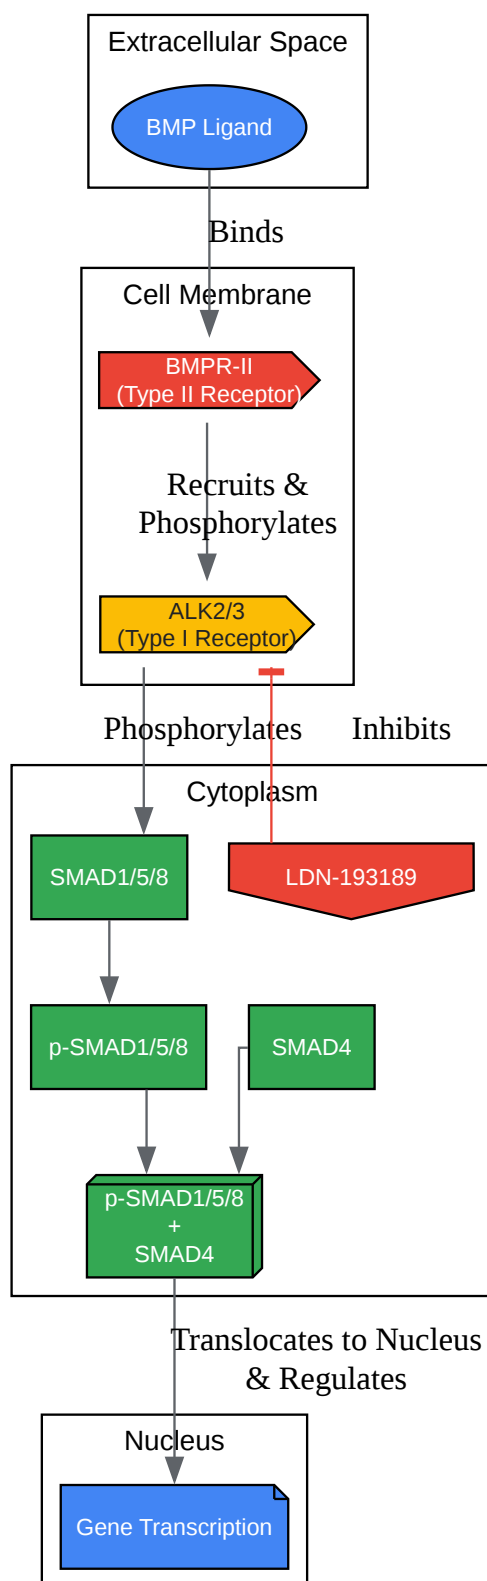 Extracellular Space
BMP Ligand
Binds
Cell Membrane
BMPR-II
(Type II Receptor)
Recruits &
Phosphorylates
ALK2/3
(Type I Receptor)
Phosphorylates
Inhibits
Cytoplasm
SMAD1/5/8
LDN-193189
p-SMAD1/5/8
SMAD4
p-SMAD1/5/8
+
SMAD4
Translocates to Nucleus
& Regulates
Nucleus
Gene Transcription